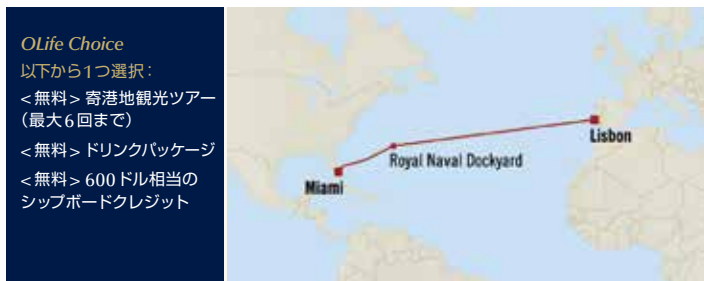 OLife Choice
以下から1つ選択：
＜無料＞寄港地観光ツアー
（最大6回まで）
＜無料＞ドリンクパッケージ
＜無料＞600ドル相当の
シップボードクレジット
Lisbon
Royal Naval Dockyard
Miami